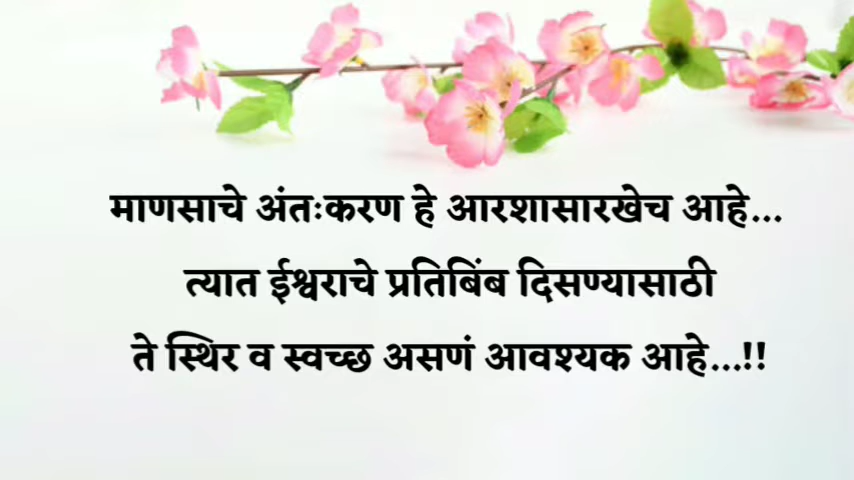 माणसाचे अंतःकरण हे आरशासारखेच आहे...
त्यात ईश्वराचे प्रतिबिंब दिसण्यासाठी
ते स्थिर व स्वच्छ असणं आवश्यक आहे...!!